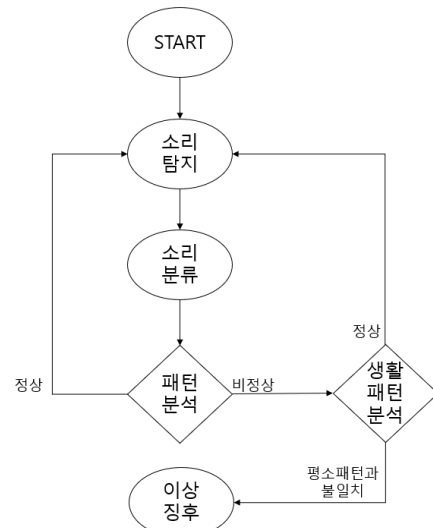 START
소리
탐지
소리
분류
정상
정상
패턴
분석
비정상
생활
패턴
분석
평소패턴과
불일치
이상
징후